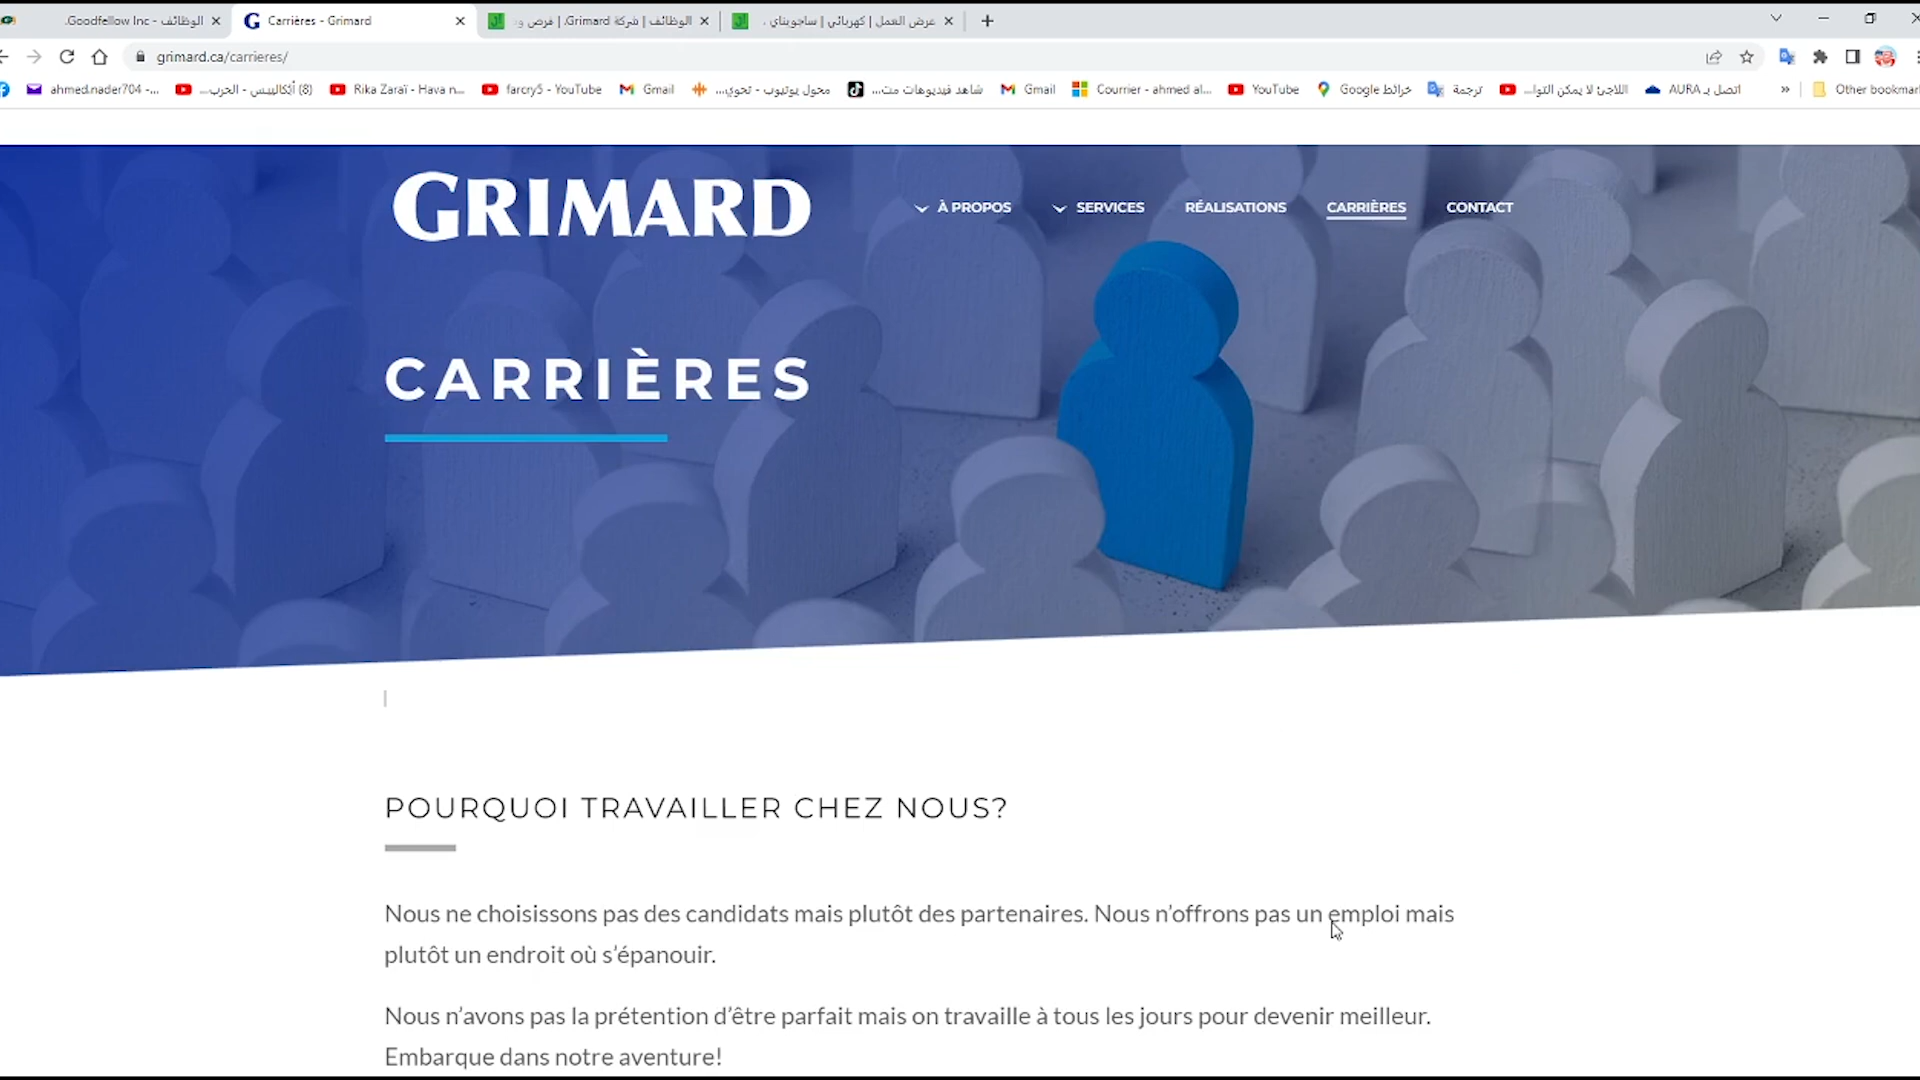 الوظائف - Goodfellow Inc.
Carrières - Grimard
الوظائف | شركة Grimard. | فرص و
عرض العمل | كهربائي | ساجويناي
grimard.ca/carrieres/
ahmed.nader704 -...
(8) أبكاليبس - الحرب...
Rika Zaraï - Hava n...
farcry5 - YouTube
Gmail
محول يوتيوب - تحوي...
شاهد فيديوهات مت...
Gmail
Courrier - ahmed al...
YouTube
خرائط Google
ترجمة
اللاجئ لا يمكن التوا...
اتصل بـ AURA
»
Other bookmar
GRIMARD
À PROPOS
SERVICES
RÉALISATIONS
CARRIÈRES
CONTACT
CARRIÈRES
POURQUOI TRAVAILLER CHEZ NOUS?
Nous ne choisissons pas des candidats mais plutôt des partenaires. Nous n’offrons pas un emploi mais
plutôt un endroit où s’épanouir.
Nous n’avons pas la prétention d’être parfait mais on travaille à tous les jours pour devenir meilleur.
Embarque dans notre aventure!